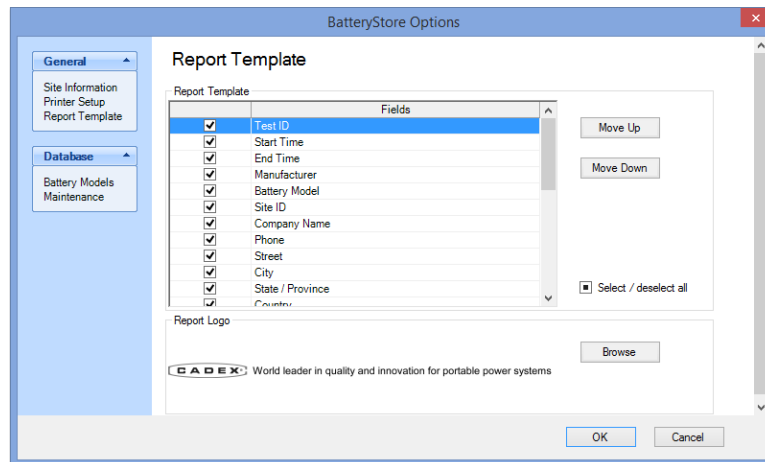 BatteryStore Options
General
Site Information
Printer Setup
Report Template
Database
Battery Models
Maintenance
Report Template
Report Template
Fields
Test ID
Start Time
End Time
Manufacturer
Battery Model
Site ID
Company Name
Phone
Street
City
State / Province
Country
Move Up
Move Down
Select / deselect all
Report Logo
CADEX World leader in quality and innovation for portable power systems
Browse
OK Cancel